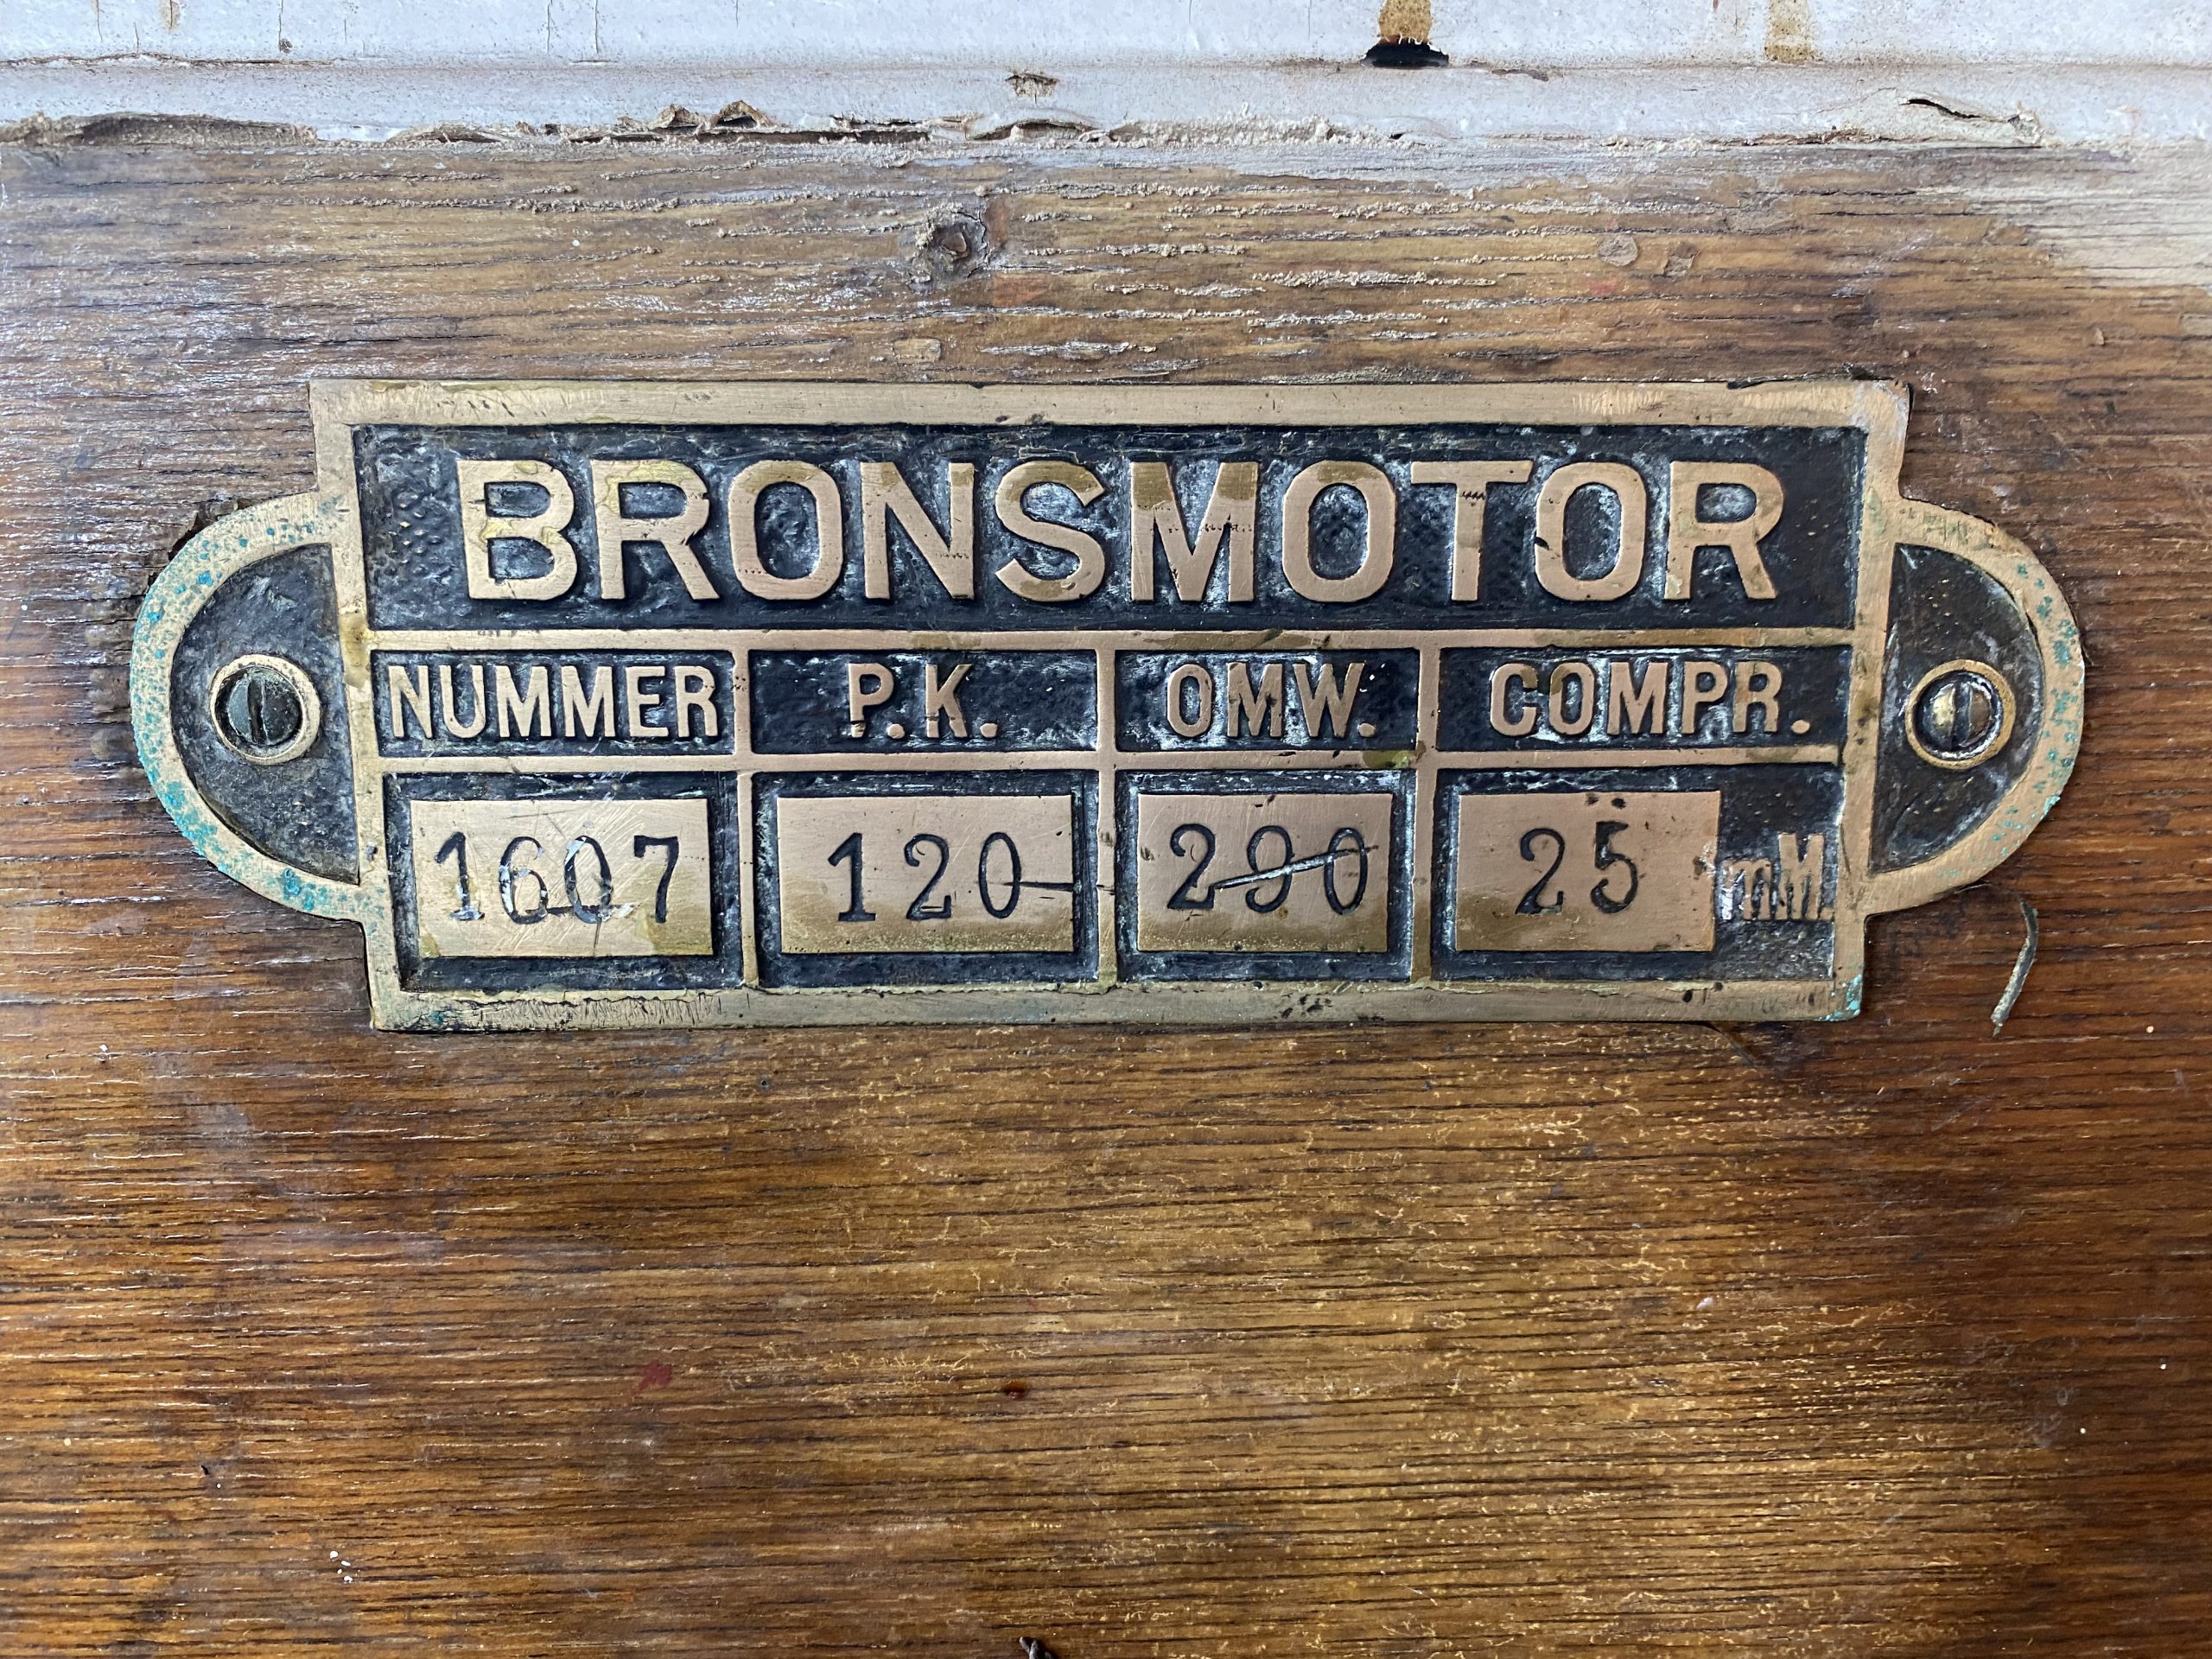 BRONSMOTOR
NUMMER P.K. OMW. COMPR.
1607 120 290 25 mM.